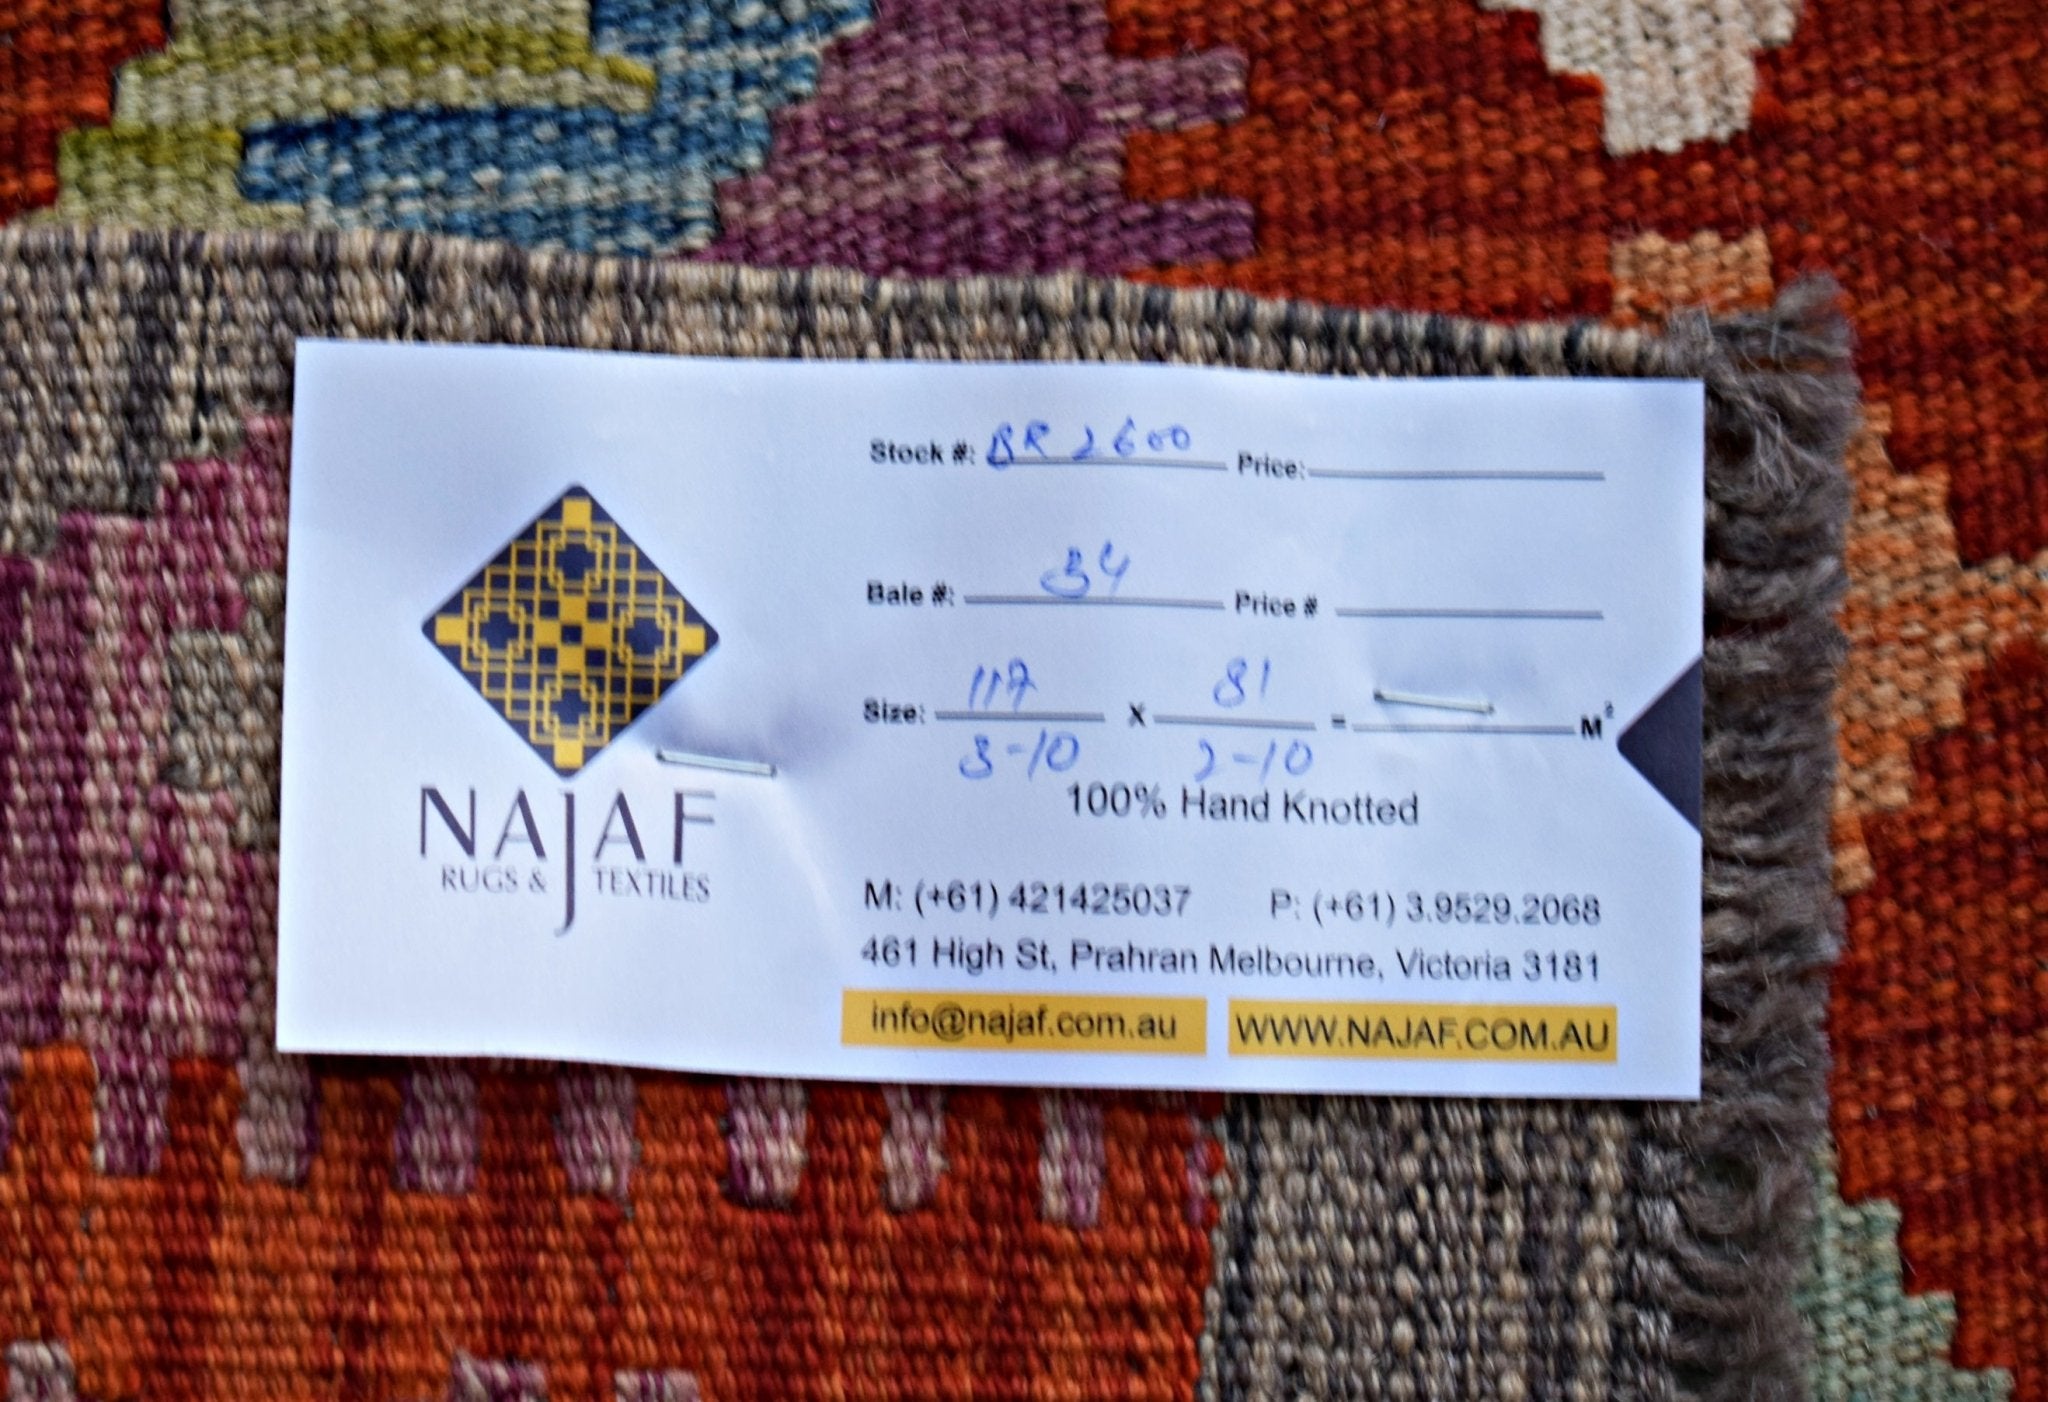 NAJAF
RUGS & TEXTILES
Stock #: BR 2600 Price:
Bale #: 34 Price #
Size: 117 X 81 = M²
3-10 2-10
100% Hand Knotted
M: (+61) 421425037 P: (+61) 3.9529.2068
461 High St, Prahran Melbourne, Victoria 3181
info@najaf.com.au WWW.NAJAF.COM.AU